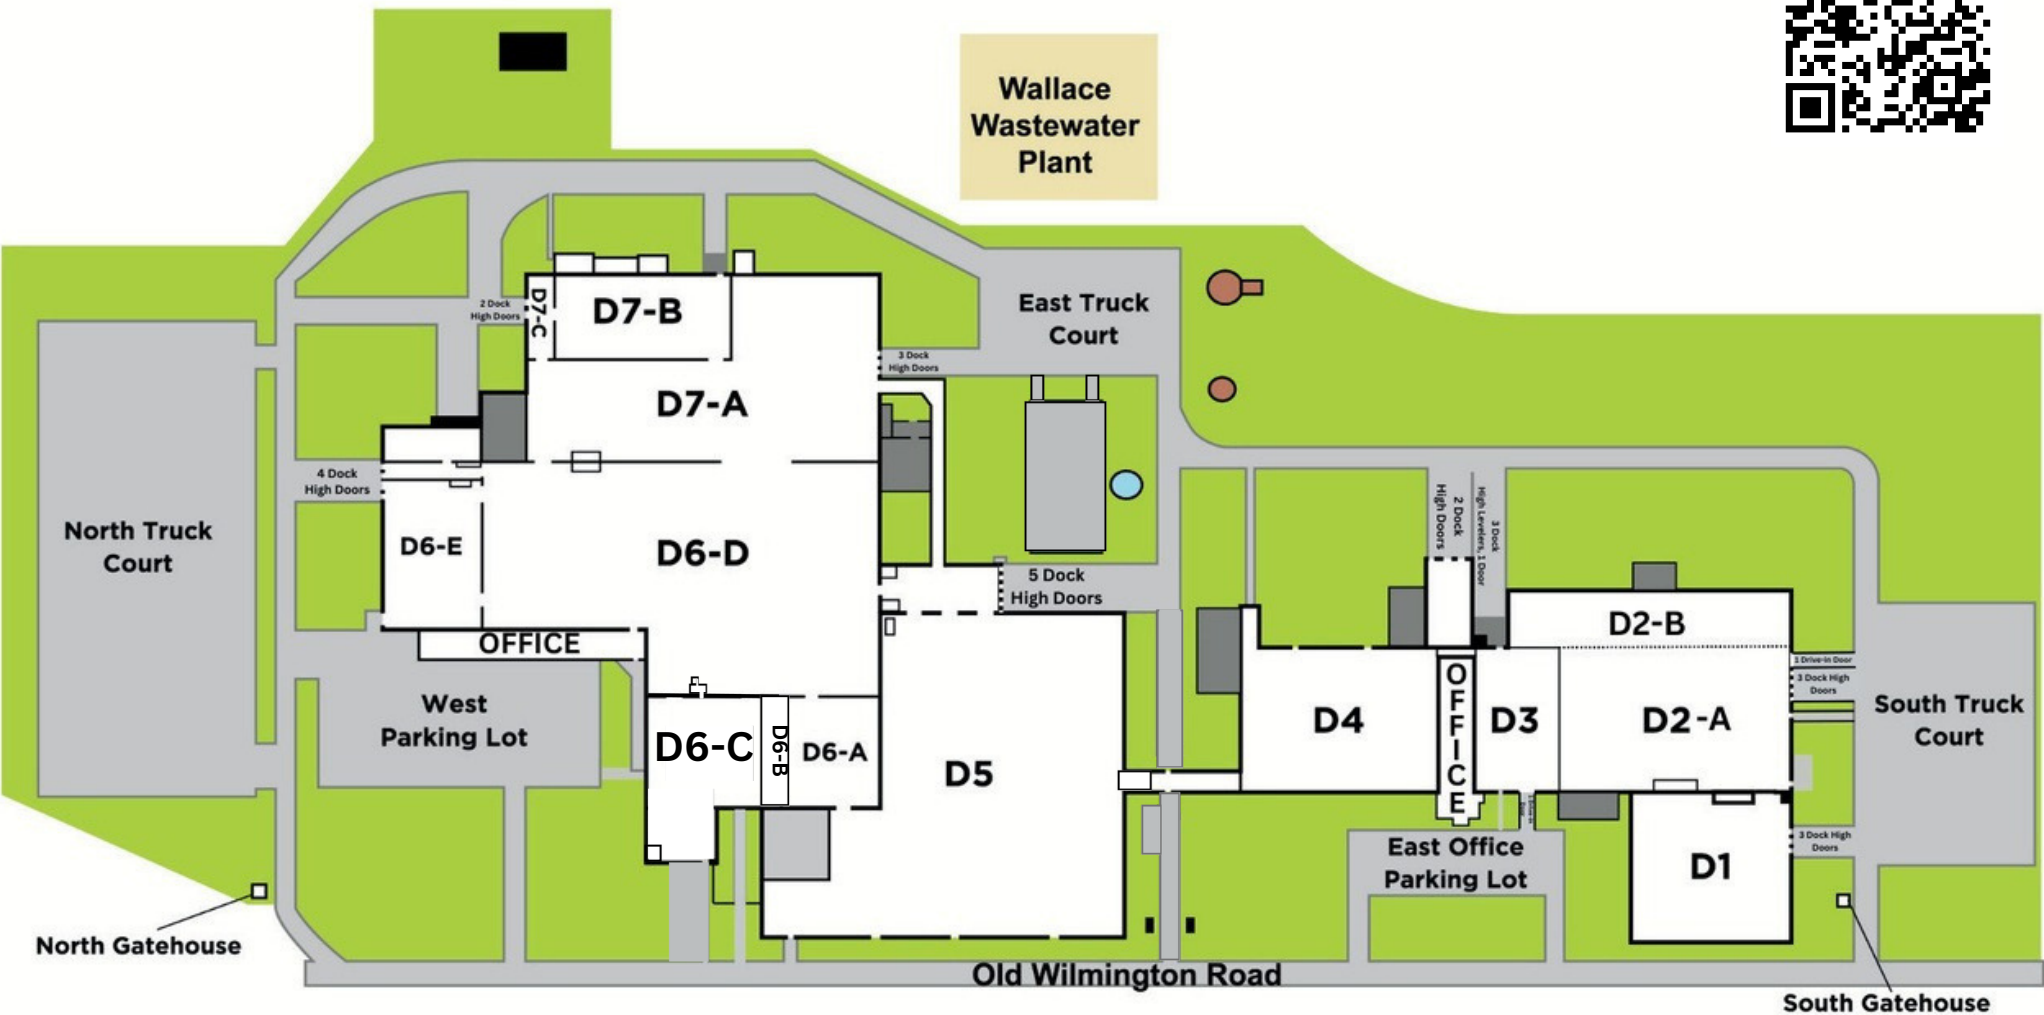 Wallace
Wastewater
Plant
East Truck
Court
2 Dock
High Doors
D7-C
D7-B
3 Dock
High Doors
D7-A
4 Dock
High Doors
North Truck
Court
D6-E
D6-D
5 Dock
High Doors
2 Dock
High Doors
3 Dock
High Levelers, 1 Door
OFFICE
D2-B
1 Drive-In Door
3 Dock High
Doors
West
Parking Lot
D6-C
D6-B
D6-A
D5
D4
OFFICE
D3
D2-A
South Truck
Court
3 Dock High
Doors
East Office
Parking Lot
D1
North Gatehouse
Old Wilmington Road
South Gatehouse